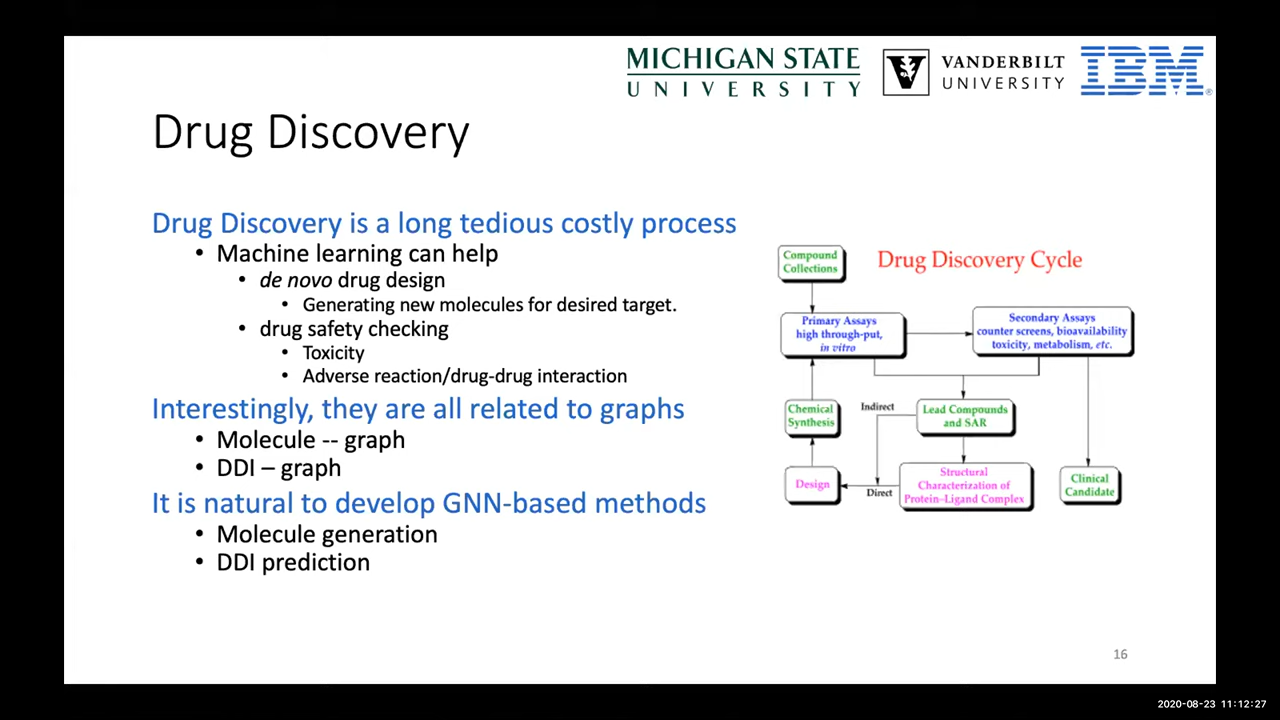 MICHIGAN STATE
UNIVERSITY
VANDERBILT
UNIVERSITY
IBM®
Drug Discovery
Drug Discovery is a long tedious costly process
• Machine learning can help
• de novo drug design
• Generating new molecules for desired target.
• drug safety checking
• Toxicity
• Adverse reaction/drug-drug interaction
Interestingly, they are all related to graphs
• Molecule -- graph
• DDI – graph
It is natural to develop GNN-based methods
• Molecule generation
• DDI prediction
Drug Discovery Cycle
Compound
Collections
Primary Assays
high through-put,
in vitro
Secondary Assays
counter screens, bioavailability
toxicity, metabolism, etc.
Chemical
Synthesis
Indirect
Lead Compounds
and SAR
Design
Direct
Structural
Characterization of
Protein–Ligand Complex
Clinical
Candidate
16
2020-08-23 11:12:27